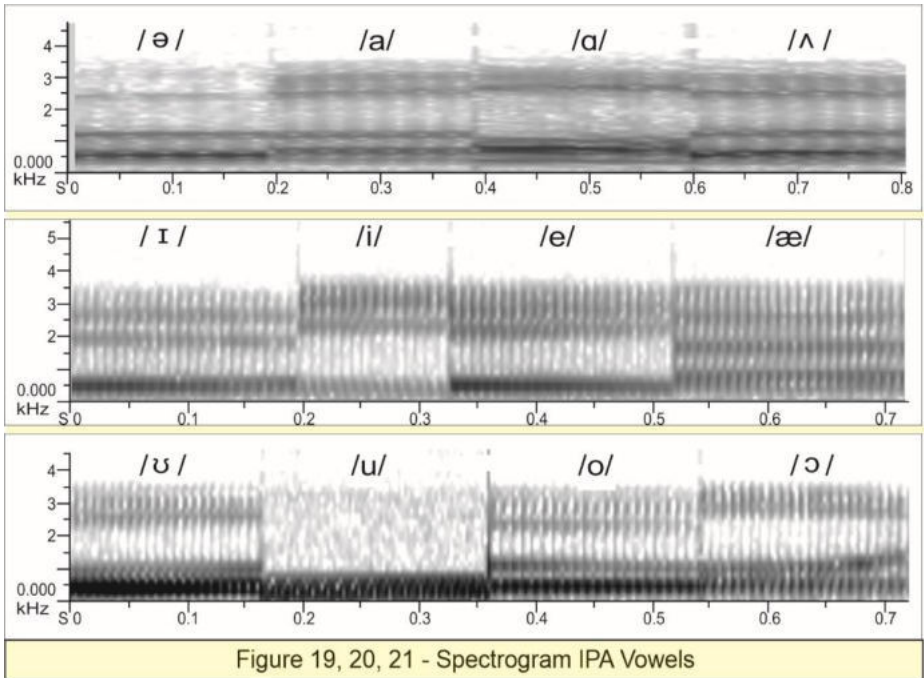 /ə/ /a/ /ɑ/ /ʌ/
4
3
2
0.000
kHz
S 0 0.1 0.2 0.3 0.4 0.5 0.6 0.7 0.8
/ɪ/ /i/ /e/ /æ/
5
4
3
2
0.000
kHz
S 0 0.1 0.2 0.3 0.4 0.5 0.6 0.7
/ʊ/ /u/ /o/ /ɔ/
4
3
2
0.000
kHz
S 0 0.1 0.2 0.3 0.4 0.5 0.6 0.7
Figure 19, 20, 21 - Spectrogram IPA Vowels